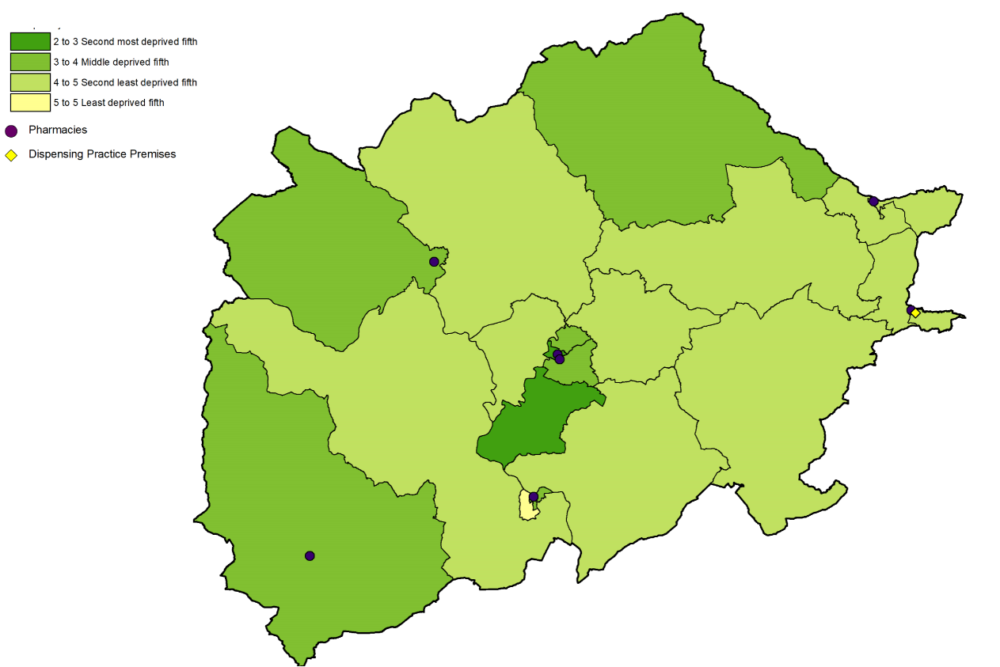 2 to 3 Second most deprived fifth
3 to 4 Middle deprived fifth
4 to 5 Second least deprived fifth
5 to 5 Least deprived fifth
Pharmacies
Dispensing Practice Premises